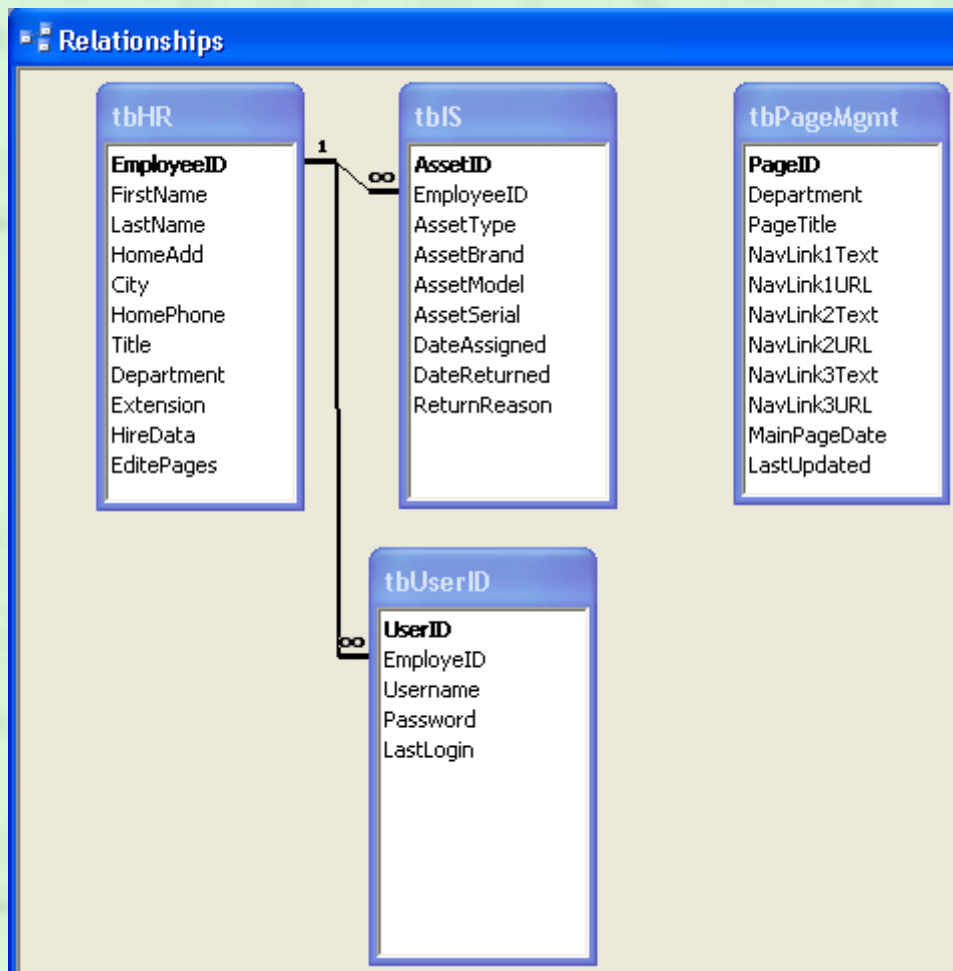 Relationships
tbHR
EmployeeID
FirstName
LastName
HomeAdd
City
HomePhone
Title
Department
Extension
HireData
EditePages
1
∞
tbIS
AssetID
EmployeeID
AssetType
AssetBrand
AssetModel
AssetSerial
DateAssigned
DateReturned
ReturnReason
tbPageMgmt
PageID
Department
PageTitle
NavLink1Text
NavLink1URL
NavLink2Text
NavLink2URL
NavLink3Text
NavLink3URL
MainPageDate
LastUpdated
∞
tbUserID
UserID
EmployeID
Username
Password
LastLogin